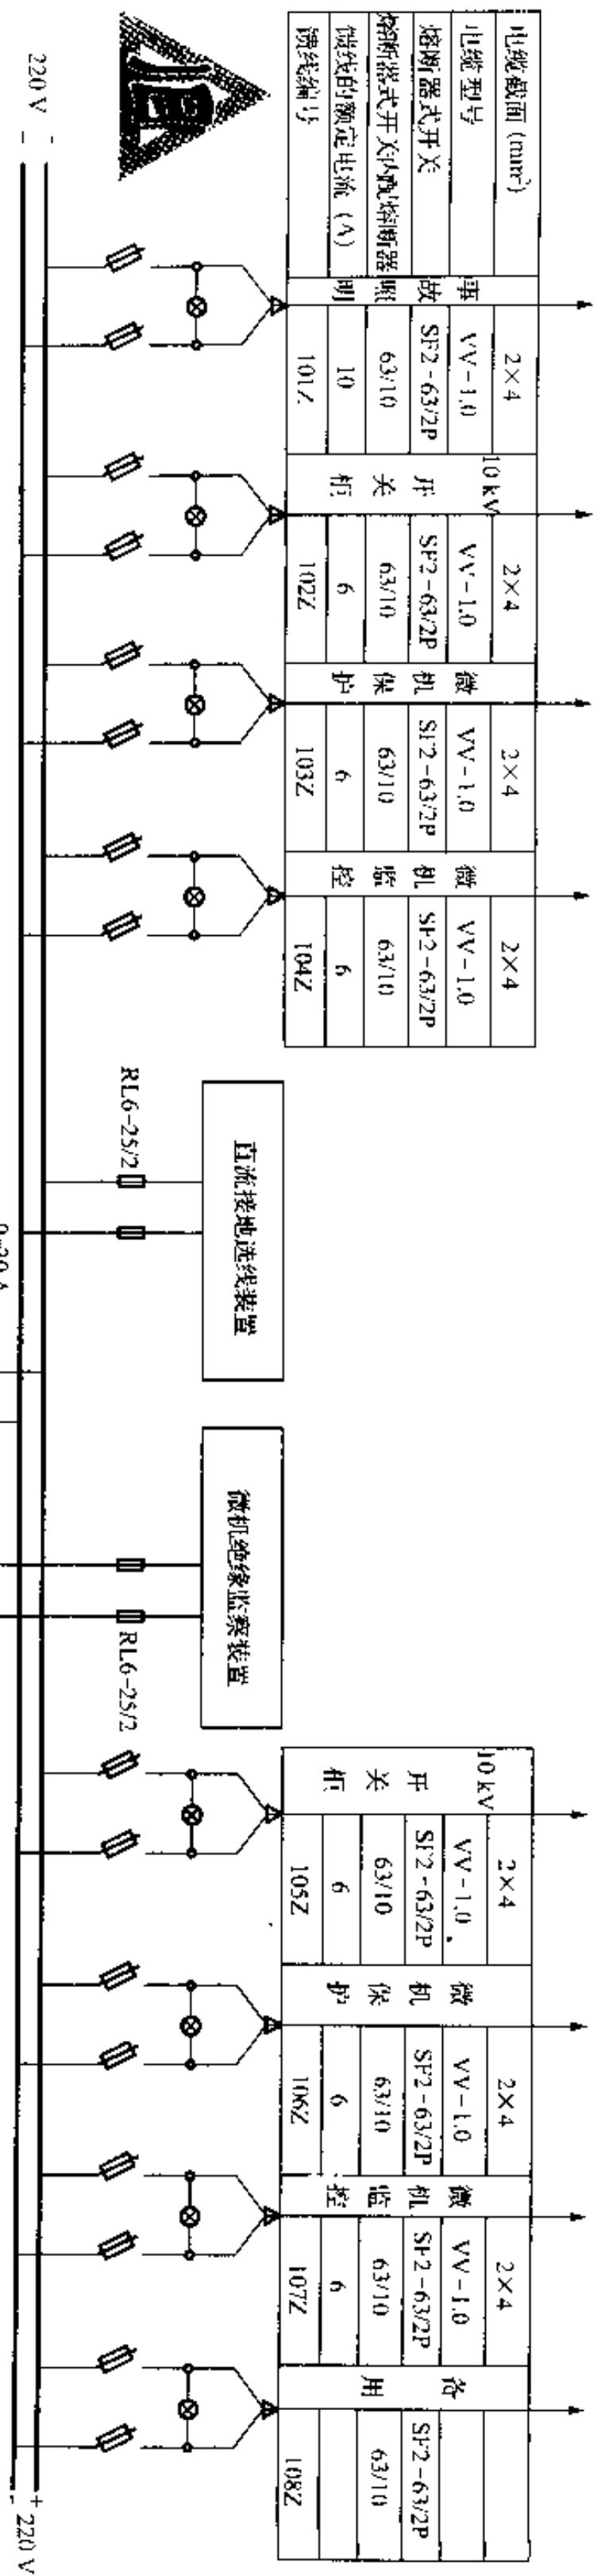 电缆截面 (mm²)
电缆型号
熔断器式开关
熔断器式开关内配熔断器
馈线的额定电流 (A)
馈线编号
事故照明
2×4
VV-1.0
SF2-63/2P
63/10
10
101Z
10 kV
开关柜
2×4
VV-1.0
SF2-63/2P
63/10
6
102Z
微机保护
2×4
VV-1.0
SF2-63/2P
63/10
6
103Z
微机监控
2×4
VV-1.0
SF2-63/2P
63/10
6
104Z
直流接地选线装置
RL6-25/2
微机绝缘监察装置
RL6-25/2
10 kV
开关柜
2×4
VV-1.0
SF2-63/2P
63/10
6
105Z
微机保护
2×4
VV-1.0
SF2-63/2P
63/10
6
106Z
微机监控
2×4
VV-1.0
SF2-63/2P
63/10
6
107Z
备用
SF2-63/2P
63/10
108Z
220 V
+ 220 V
-